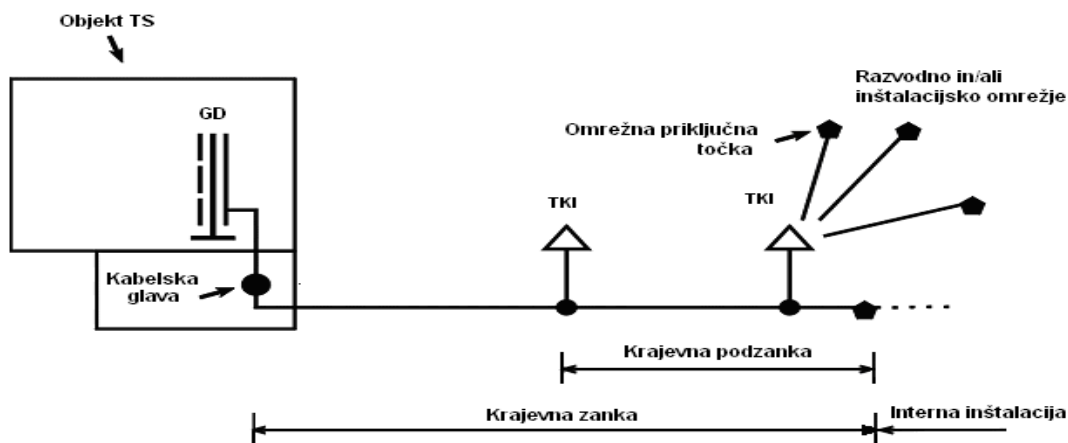 Objekt TS
GD
Razvodno in/ali
inštalacijsko omrežje
Omrežna priključna
točka
TKI
TKI
Kabelska
glava
Krajevna podzanka
Krajevna zanka
Interna inštalacija